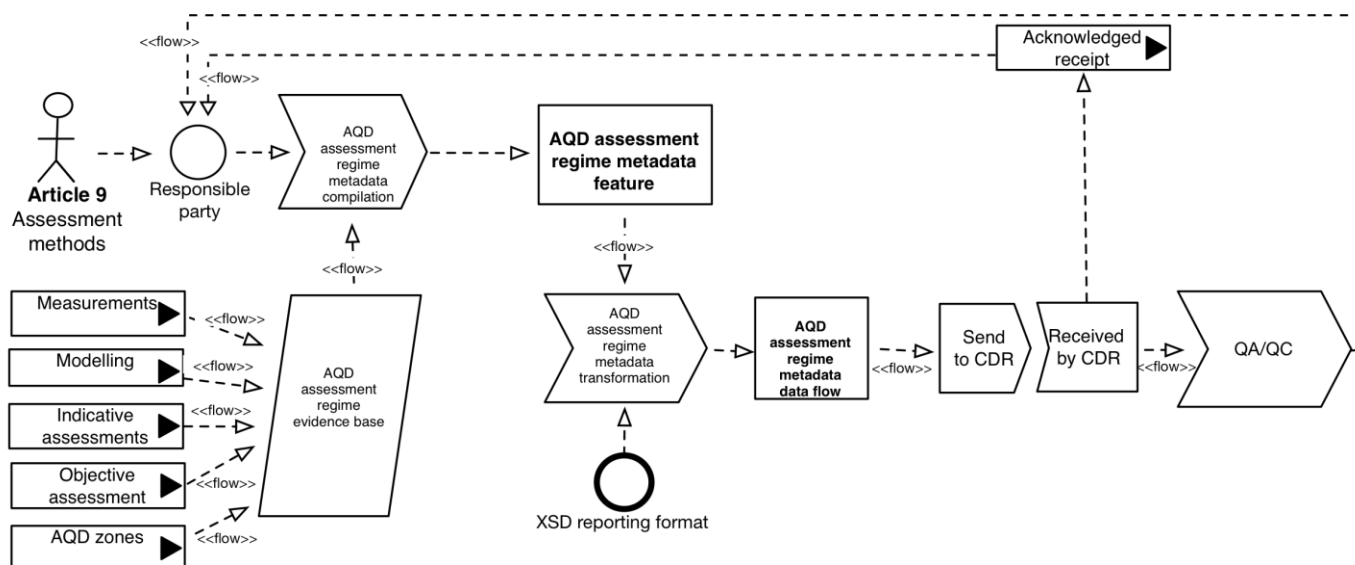 <<flow>>
Acknowledged
receipt
<<flow>>
AQD
assessment
regime
metadata
compilation
AQD assessment
regime metadata
feature
Article 9
Assessment
methods
Responsible
party
<<flow>>
<<flow>>
Measurements
<<flow>>
Modelling
<<flow>>
Indicative
assessments
<<flow>>
Objective
assessment
<<flow>>
AQD zones
<<flow>>
AQD
assessment
regime
evidence base
AQD
assessment
regime
metadata
transformation
AQD
assessment
regime
metadata
data flow
<<flow>>
Send
to CDR
Received
by CDR
<<flow>>
QA/QC
XSD reporting format